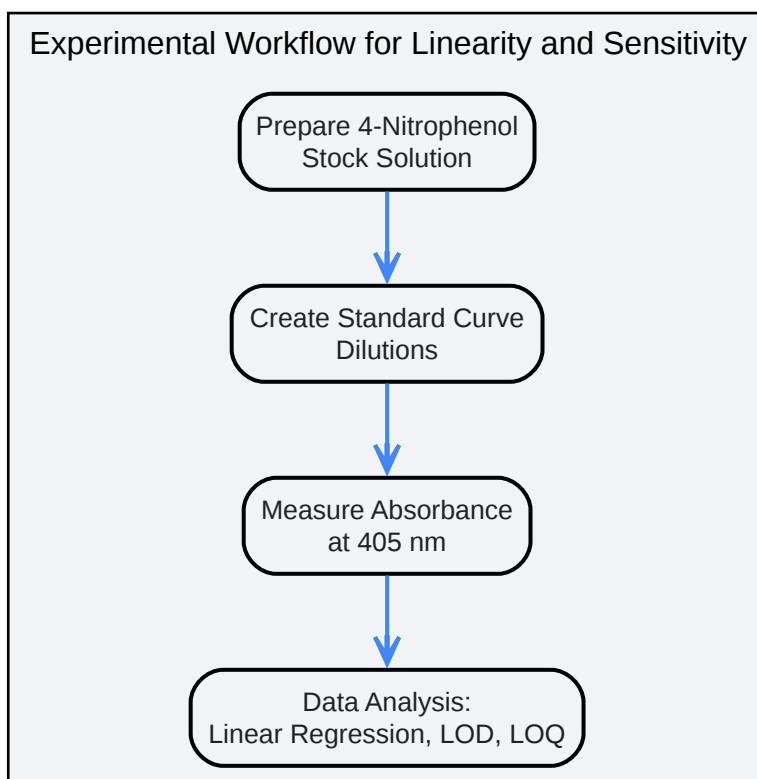 Experimental Workflow for Linearity and Sensitivity
Prepare 4-Nitrophenol
Stock Solution
Create Standard Curve
Dilutions
Measure Absorbance
at 405 nm
Data Analysis:
Linear Regression, LOD, LOQ